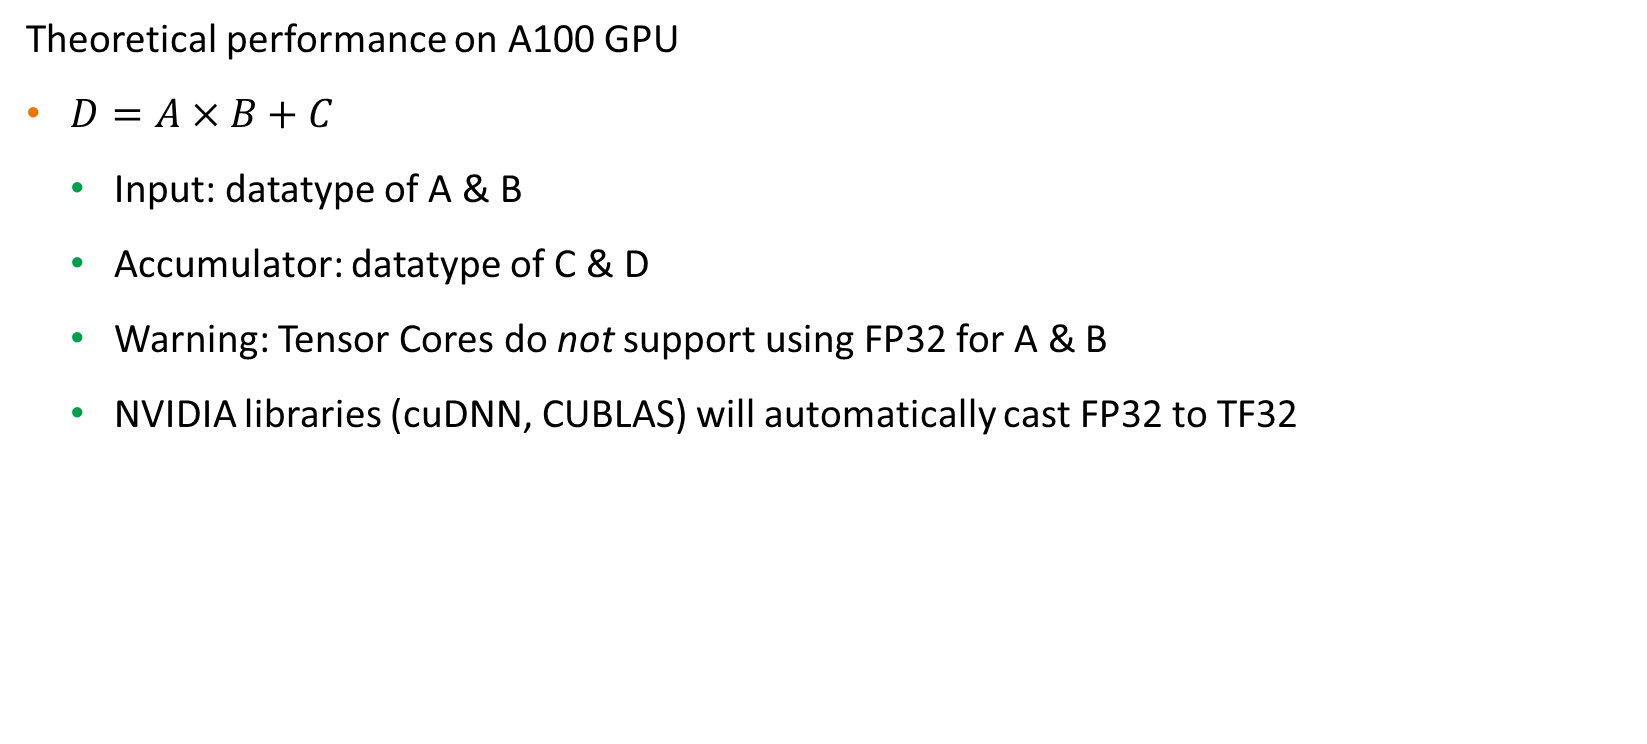 Theoretical performance on A100 GPU
• D = A × B + C
• Input: datatype of A & B
• Accumulator: datatype of C & D
• Warning: Tensor Cores do not support using FP32 for A & B
• NVIDIA libraries (cuDNN, CUBLAS) will automatically cast FP32 to TF32